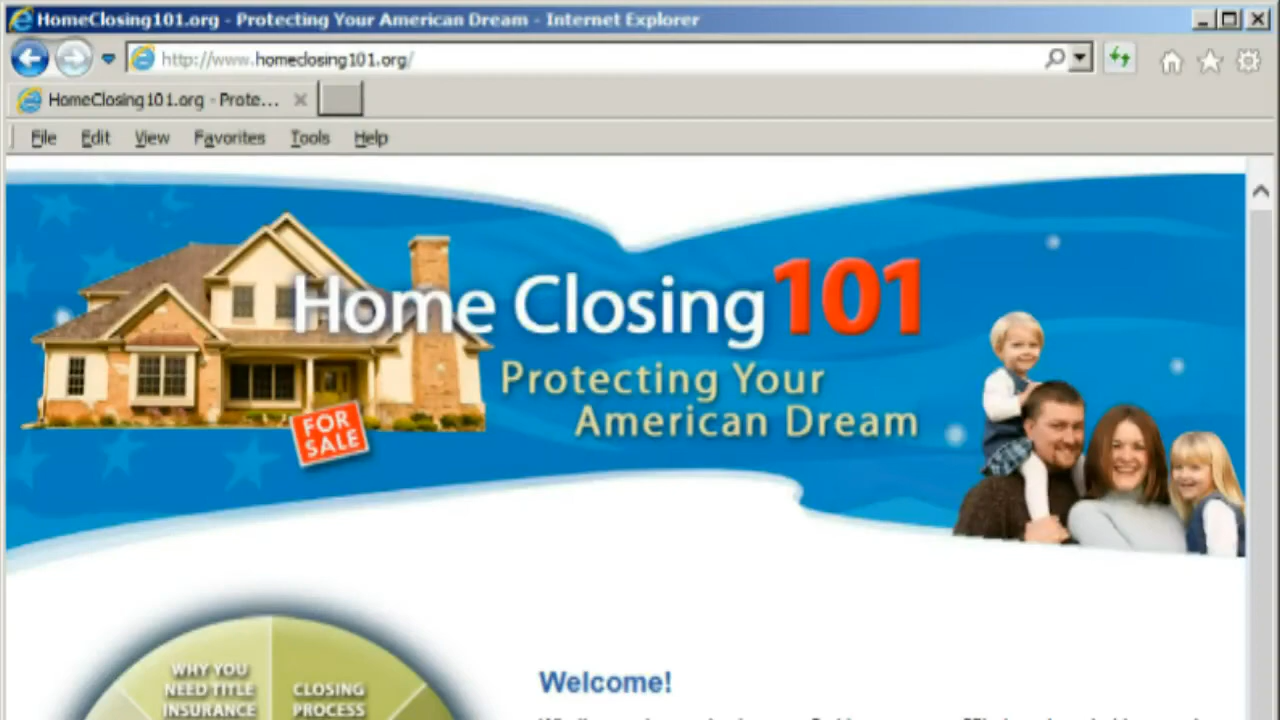 HomeClosing101.org - Protecting Your American Dream - Internet Explorer
http://www.homeclosing101.org/
HomeClosing101.org - Prote...
File Edit View Favorites Tools Help
Home Closing 101
Protecting Your
American Dream
FOR
SALE
WHY YOU
NEED TITLE
INSURANCE
CLOSING
PROCESS
Welcome!